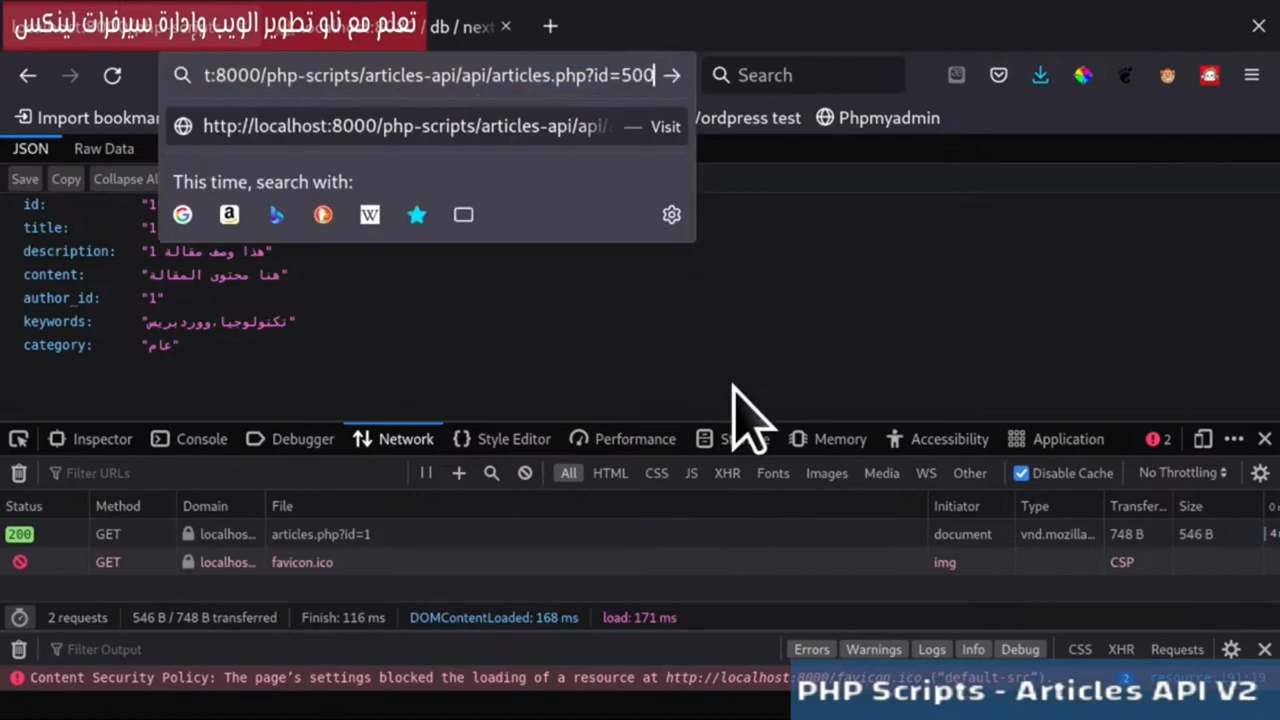 تعلم مع ناو تطوير الويب وإدارة سيرفرات لينكس
/ db / next
t:8000/php-scripts/articles-api/api/articles.php?id=500
Search
http://localhost:8000/php-scripts/articles-api/api/
— Visit
Import bookmar
ordpress test
Phpmyadmin
JSON
Raw Data
This time, search with:
Save
Copy
Collapse Al
id:
title:
description: "هذا وصف مقالة 1"
content: "هنا محتوى المقالة"
author_id: "1"
keywords: "تكنولوجيا،ووردبريس"
category: "عام"
Inspector Console Debugger Network Style Editor Performance Memory Accessibility Application 2
Filter URLs
All HTML CSS JS XHR Fonts Images Media WS Other Disable Cache No Throttling
Status Method Domain File Initiator Type Transfer... Size
200 GET localhos... articles.php?id=1 document vnd.mozilla... 748 B 546 B
GET localhos... favicon.ico img CSP
2 requests 546 B / 748 B transferred Finish: 116 ms DOMContentLoaded: 168 ms load: 171 ms
Filter Output
Errors Warnings Logs Info Debug CSS XHR Requests
Content Security Policy: The page's settings blocked the loading of a resource at http://localhost:8000/favicon.ico ("default-src").
2
PHP Scripts - Articles API V2